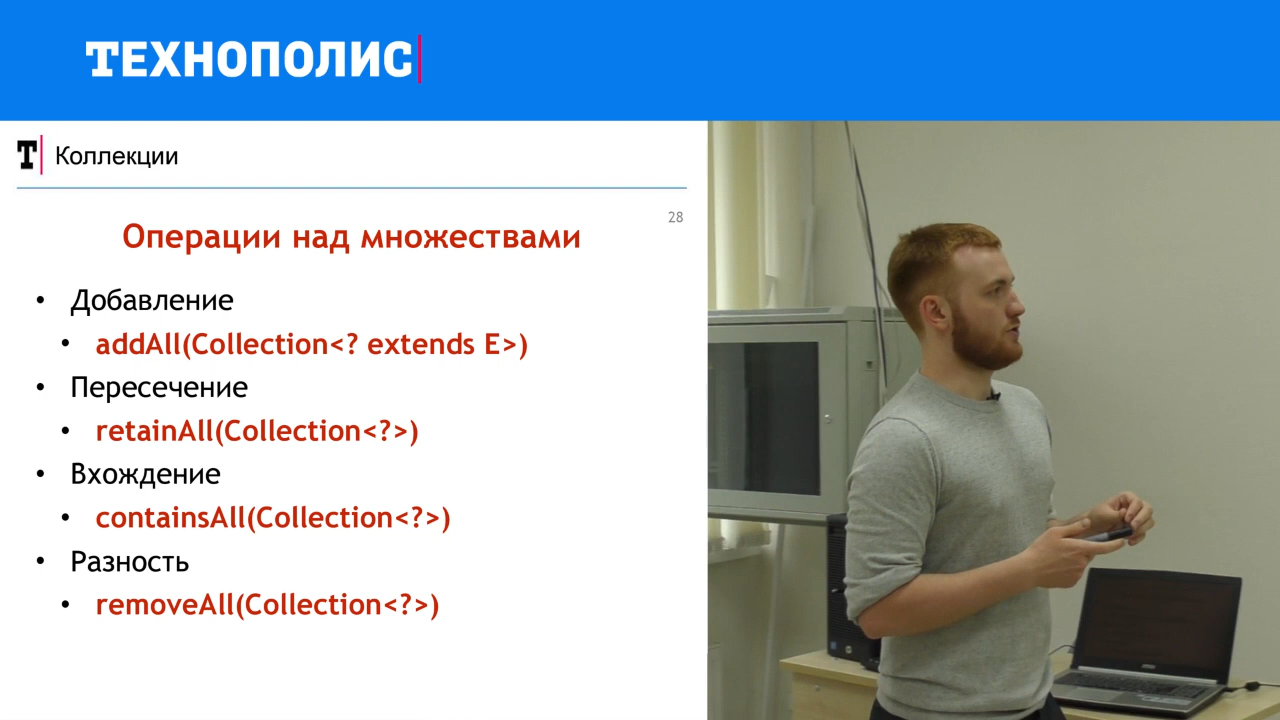 ТЕХНОПОЛИС
Т Коллекции
28
Операции над множествами
• Добавление
• addAll(Collection<? extends E>)
• Пересечение
• retainAll(Collection<?>)
• Вхождение
• containsAll(Collection<?>)
• Разность
• removeAll(Collection<?>)